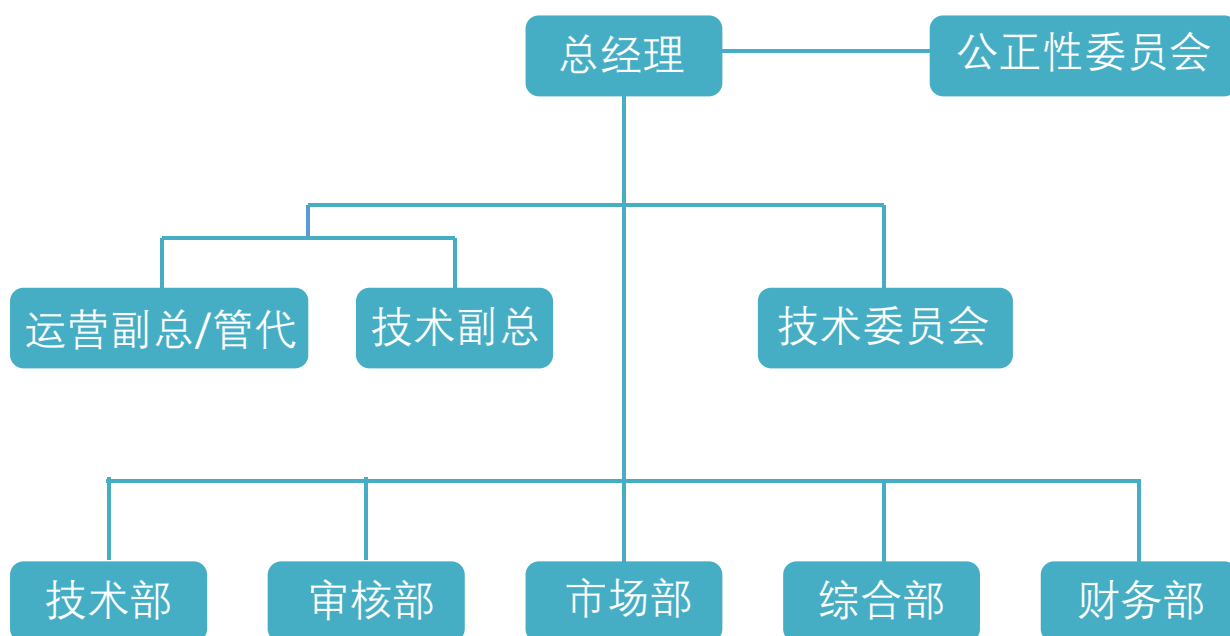 总经理
公正性委员会
运营副总/管代
技术副总
技术委员会
技术部
审核部
市场部
综合部
财务部